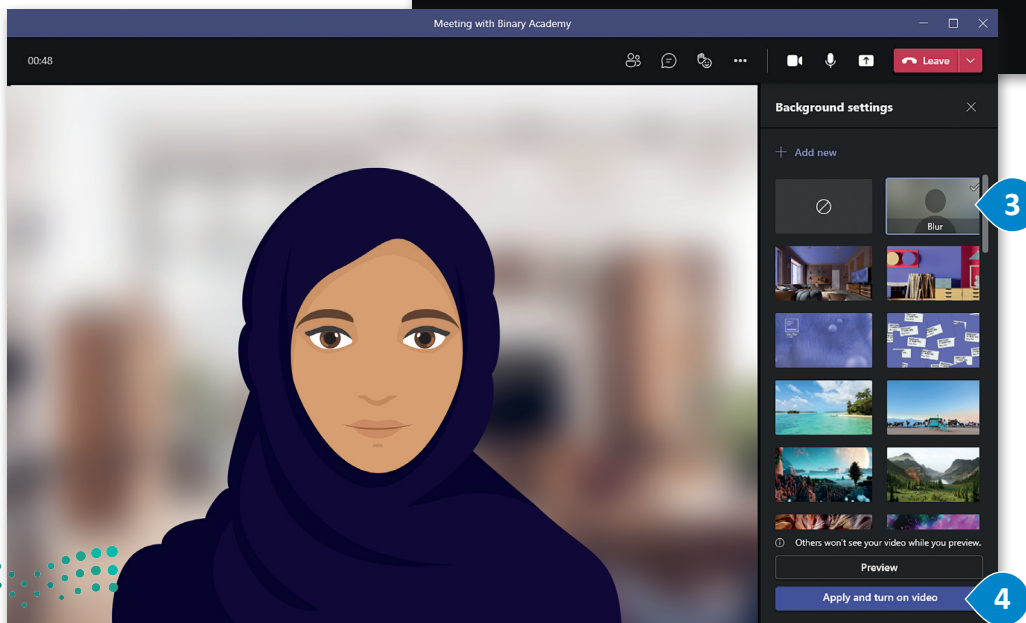 Meeting with Binary Academy
00:48
Leave
Background settings
Add new
Blur
3
Others won't see your video while you preview.
Preview
Apply and turn on video
4